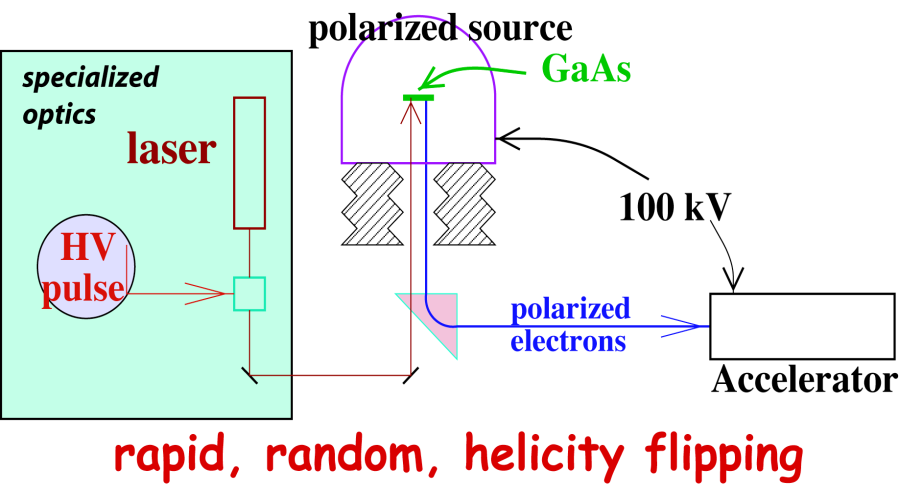 polarized source
specialized
optics
GaAs
laser
100 kV
HV
pulse
polarized
electrons
Accelerator
rapid, random, helicity flipping